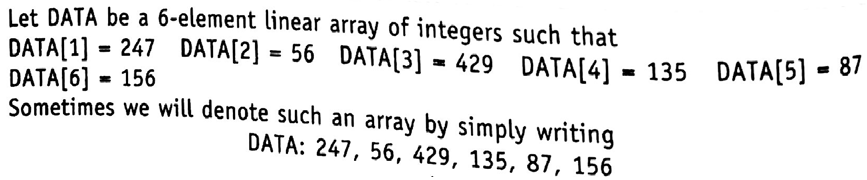 Let DATA be a 6-element linear array of integers such that
DATA[1] = 247 DATA[2] = 56 DATA[3] = 429 DATA[4] = 135 DATA[5] = 87
DATA[6] = 156
Sometimes we will denote such an array by simply writing
DATA: 247, 56, 429, 135, 87, 156